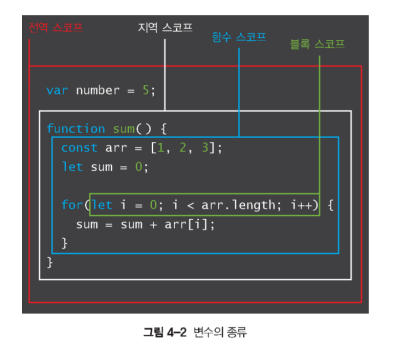 전역 스코프 지역 스코프 함수 스코프 블록 스코프
var number = 5;
function sum() {
const arr = [1, 2, 3];
let sum = 0;
for(let i = 0; i < arr.length; i++) {
sum = sum + arr[i];
}
}
그림 4-2 변수의 종류